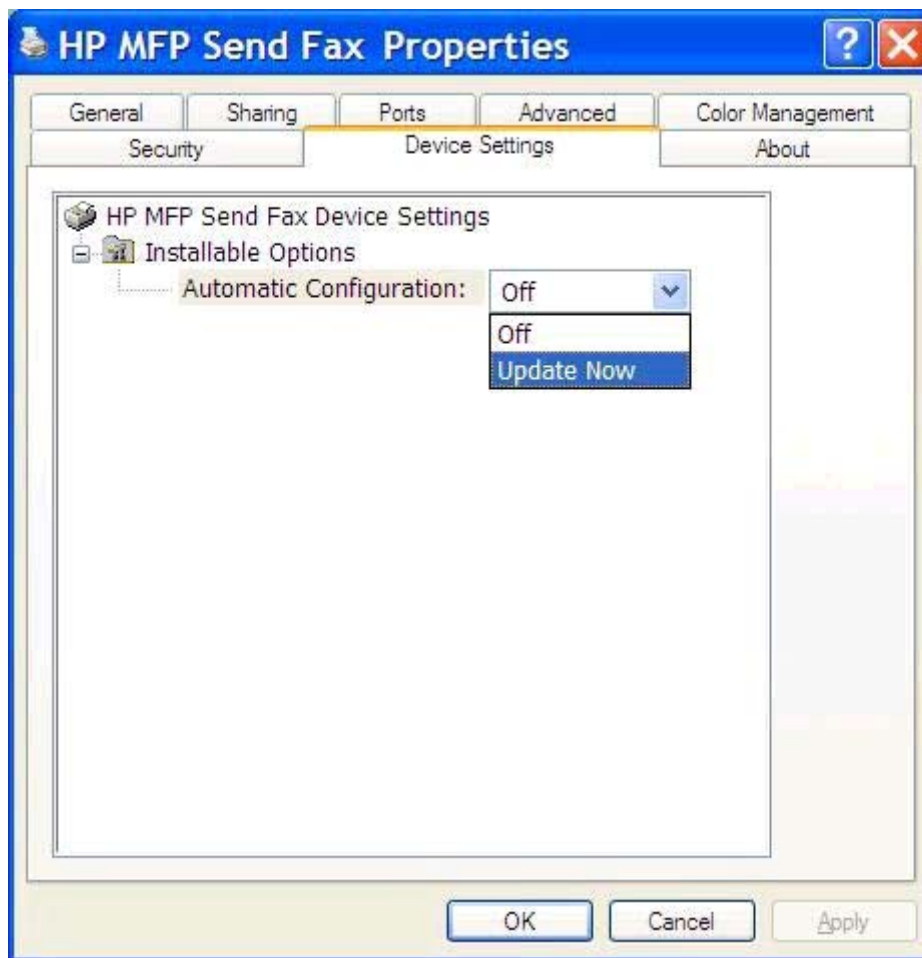 HP MFP Send Fax Properties
?
General Sharing Ports Advanced Color Management
Security Device Settings About
HP MFP Send Fax Device Settings
Installable Options
Automatic Configuration: Off
Off
Update Now
OK Cancel Apply